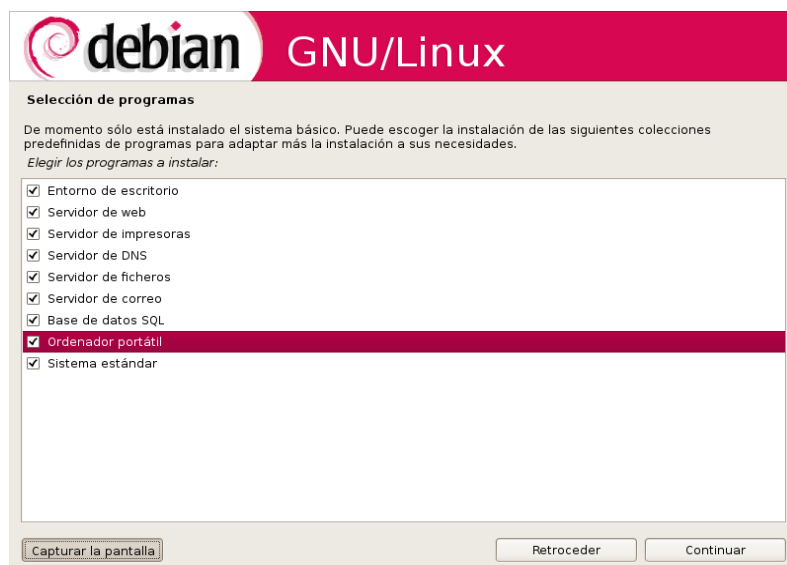 debian GNU/Linux
Selección de programas
De momento sólo está instalado el sistema básico. Puede escoger la instalación de las siguientes colecciones
predefinidas de programas para adaptar más la instalación a sus necesidades.
Elegir los programas a instalar:
Entorno de escritorio
Servidor de web
Servidor de impresoras
Servidor de DNS
Servidor de ficheros
Servidor de correo
Base de datos SQL
Ordenador portátil
Sistema estándar
Capturar la pantalla Retroceder Continuar